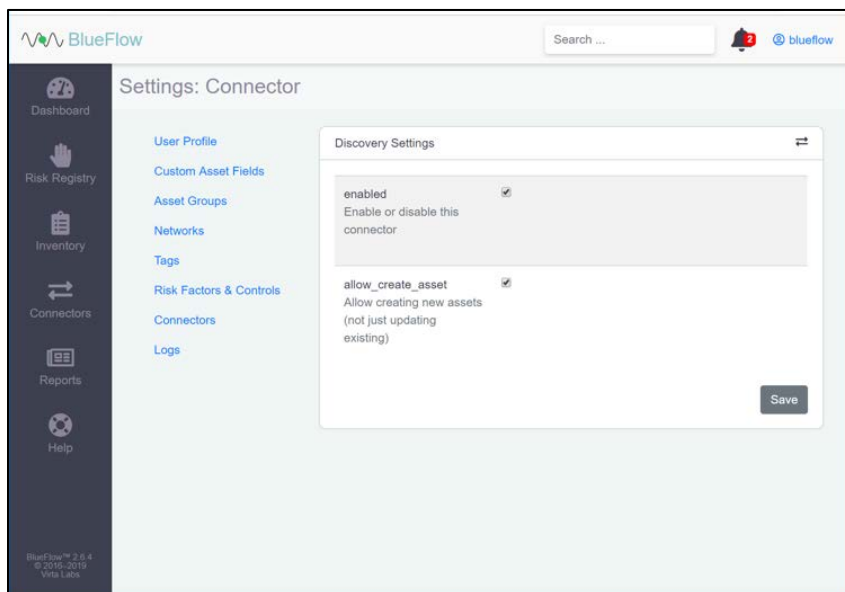 BlueFlow
Search ...
2
blueflow
Dashboard
Risk Registry
Inventory
Connectors
Reports
Help
BlueFlow™ 2.6.4
© 2016-2019
Virta Labs
Settings: Connector
User Profile
Custom Asset Fields
Asset Groups
Networks
Tags
Risk Factors & Controls
Connectors
Logs
Discovery Settings
enabled
Enable or disable this
connector
allow_create_asset
Allow creating new assets
(not just updating
existing)
Save